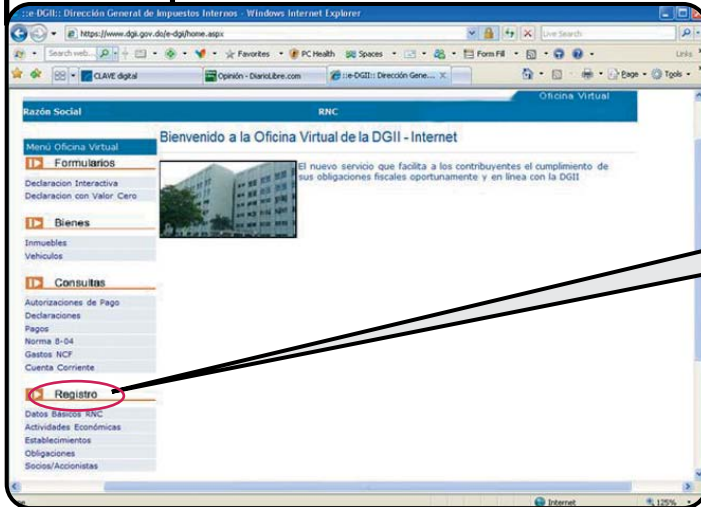 ::e-DGII:: Dirección General de Impuestos Internos - Windows Internet Explorer
https://www.dgii.gov.do/e-dgi/home.aspx
Live Search
Search web...
Favorites
PC Health
Spaces
Form Fill
Links
CLAVE digital
Opinión - DiarioLibre.com
::e-DGII:: Dirección Gene...
Page
Tools
Oficina Virtual
Razón Social
RNC
Menú Oficina Virtual
Bienvenido a la Oficina Virtual de la DGII - Internet
Formularios
El nuevo servicio que facilita a los contribuyentes el cumplimiento de
sus obligaciones fiscales oportunamente y en linea con la DGII
Declaracion Interactiva
Declaracion con Valor Cero
Bienes
Inmuebles
Vehiculos
Consultas
Autorizaciones de Pago
Declaraciones
Pagos
Norma 8-04
Gastos NCF
Cuenta Corriente
Registro
Datos Basicos RNC
Actividades Económicas
Establecimientos
Obligaciones
Socios/Accionistas
Internet
125%